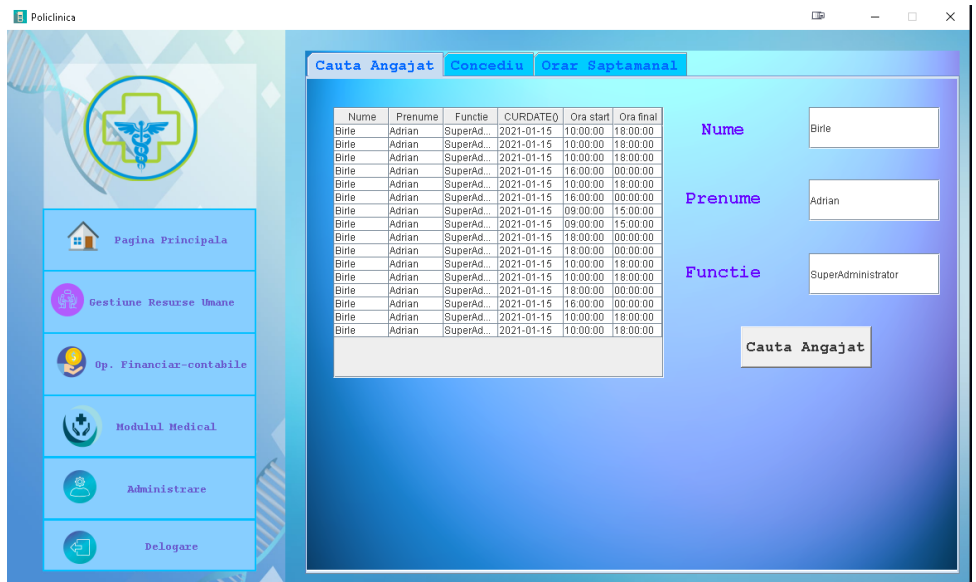 Policlinica
Cauta Angajat Concediu Orar Saptamanal
Nume Prenume Functie CURDATE() Ora start Ora final
Birle Adrian SuperAd... 2021-01-15 10:00:00 18:00:00
Birle Adrian SuperAd... 2021-01-15 10:00:00 18:00:00
Birle Adrian SuperAd... 2021-01-15 10:00:00 18:00:00
Birle Adrian SuperAd... 2021-01-15 16:00:00 00:00:00
Birle Adrian SuperAd... 2021-01-15 10:00:00 18:00:00
Birle Adrian SuperAd... 2021-01-15 16:00:00 00:00:00
Birle Adrian SuperAd... 2021-01-15 09:00:00 15:00:00
Birle Adrian SuperAd... 2021-01-15 09:00:00 15:00:00
Birle Adrian SuperAd... 2021-01-15 18:00:00 00:00:00
Birle Adrian SuperAd... 2021-01-15 18:00:00 00:00:00
Birle Adrian SuperAd... 2021-01-15 10:00:00 18:00:00
Birle Adrian SuperAd... 2021-01-15 10:00:00 18:00:00
Birle Adrian SuperAd... 2021-01-15 18:00:00 00:00:00
Birle Adrian SuperAd... 2021-01-15 16:00:00 00:00:00
Birle Adrian SuperAd... 2021-01-15 10:00:00 18:00:00
Birle Adrian SuperAd... 2021-01-15 10:00:00 18:00:00
Nume Birle
Prenume Adrian
Functie SuperAdministrator
Cauta Angajat
Pagina Principala
Gestiune Resurse Umane
Op. Financiar-contabile
Modulul Medical
Administrare
Delogare